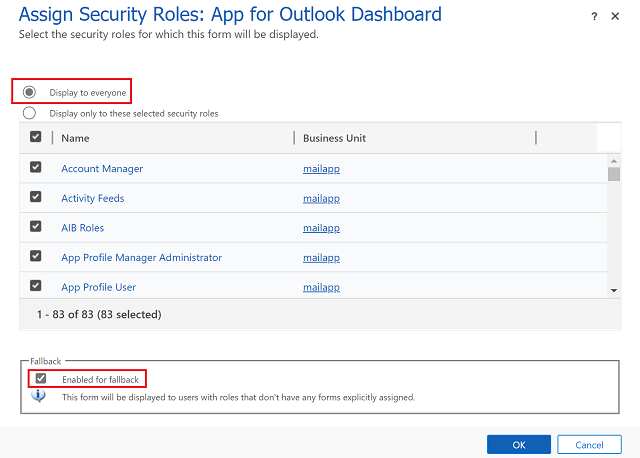 Assign Security Roles: App for Outlook Dashboard
? ×
Select the security roles for which this form will be displayed.
Display to everyone
Display only to these selected security roles
Name Business Unit
Account Manager mailapp
Activity Feeds mailapp
AIB Roles mailapp
App Profile Manager Administrator mailapp
App Profile User mailapp
1 - 83 of 83 (83 selected)
Fallback
Enabled for fallback
This form will be displayed to users with roles that don't have any forms explicitly assigned.
OK Cancel